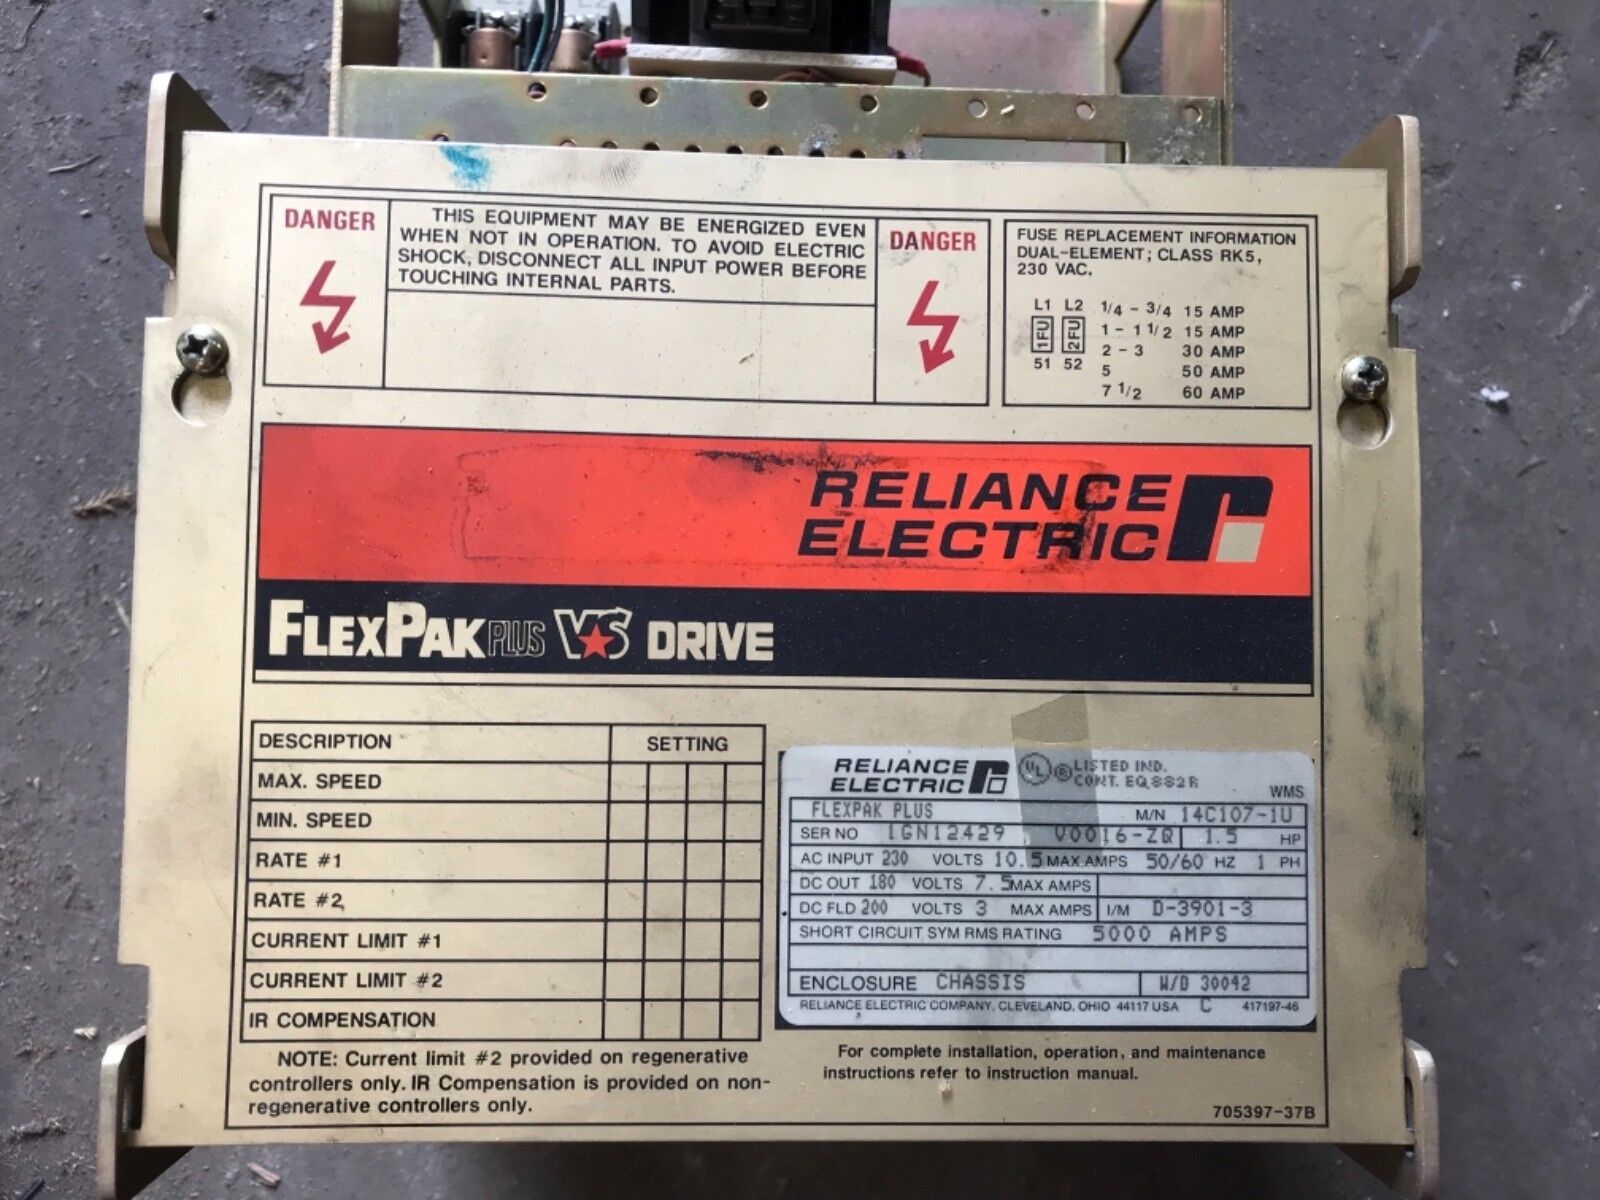 DANGER
THIS EQUIPMENT MAY BE ENERGIZED EVEN
WHEN NOT IN OPERATION. TO AVOID ELECTRIC
SHOCK, DISCONNECT ALL INPUT POWER BEFORE
TOUCHING INTERNAL PARTS.
DANGER
FUSE REPLACEMENT INFORMATION
DUAL-ELEMENT; CLASS RK5,
230 VAC.
L1 L2
1FU 2FU
51 52
1/4 - 3/4 15 AMP
1 - 1 1/2 15 AMP
2 - 3 30 AMP
5 50 AMP
7 1/2 60 AMP
RELIANCE
ELECTRIC
FLEXPAK PLUS VS DRIVE
DESCRIPTION SETTING
MAX. SPEED
MIN. SPEED
RATE #1
RATE #2
CURRENT LIMIT #1
CURRENT LIMIT #2
IR COMPENSATION
NOTE: Current limit #2 provided on regenerative
controllers only. IR Compensation is provided on non-
regenerative controllers only.
RELIANCE
ELECTRIC
UL LISTED IND.
CONT. EQ 882R
WMS
FLEXPAK PLUS M/N 14C107-1U
SER NO 1GN12429 V0016-ZQ 1.5 HP
AC INPUT 230 VOLTS 10.5 MAX AMPS 50/60 HZ 1 PH
DC OUT 180 VOLTS 7.5 MAX AMPS
DC FLD 200 VOLTS 3 MAX AMPS I/M D-3901-3
SHORT CIRCUIT SYM RMS RATING 5000 AMPS
ENCLOSURE CHASSIS W/D 30042
RELIANCE ELECTRIC COMPANY, CLEVELAND, OHIO 44117 USA C 417197-46
For complete installation, operation, and maintenance
instructions refer to instruction manual.
705397-37B